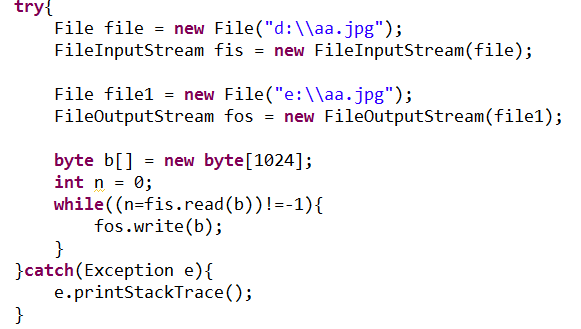 try{
    File file = new File("d:\\aa.jpg");
    FileInputStream fis = new FileInputStream(file);

    File file1 = new File("e:\\aa.jpg");
    FileOutputStream fos = new FileOutputStream(file1);

    byte b[] = new byte[1024];
    int n = 0;
    while((n=fis.read(b))!=-1){
        fos.write(b);
    }
}catch(Exception e){
    e.printStackTrace();
}